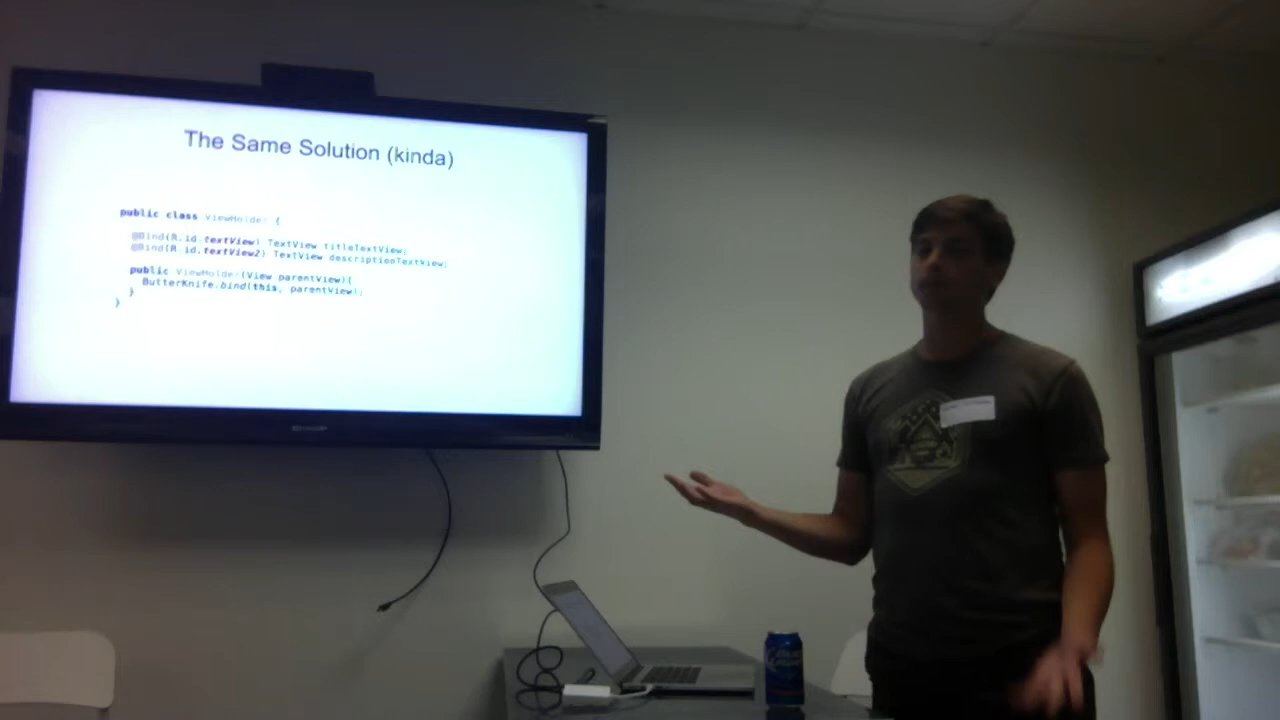 The Same Solution (kinda)
public class ViewHolder {
@Bind(R.id.textView) TextView titleTextView;
@Bind(R.id.textView2) TextView descriptionTextView;
public ViewHolder(View parentView){
ButterKnife.bind(this, parentView);
}
}
SHARP